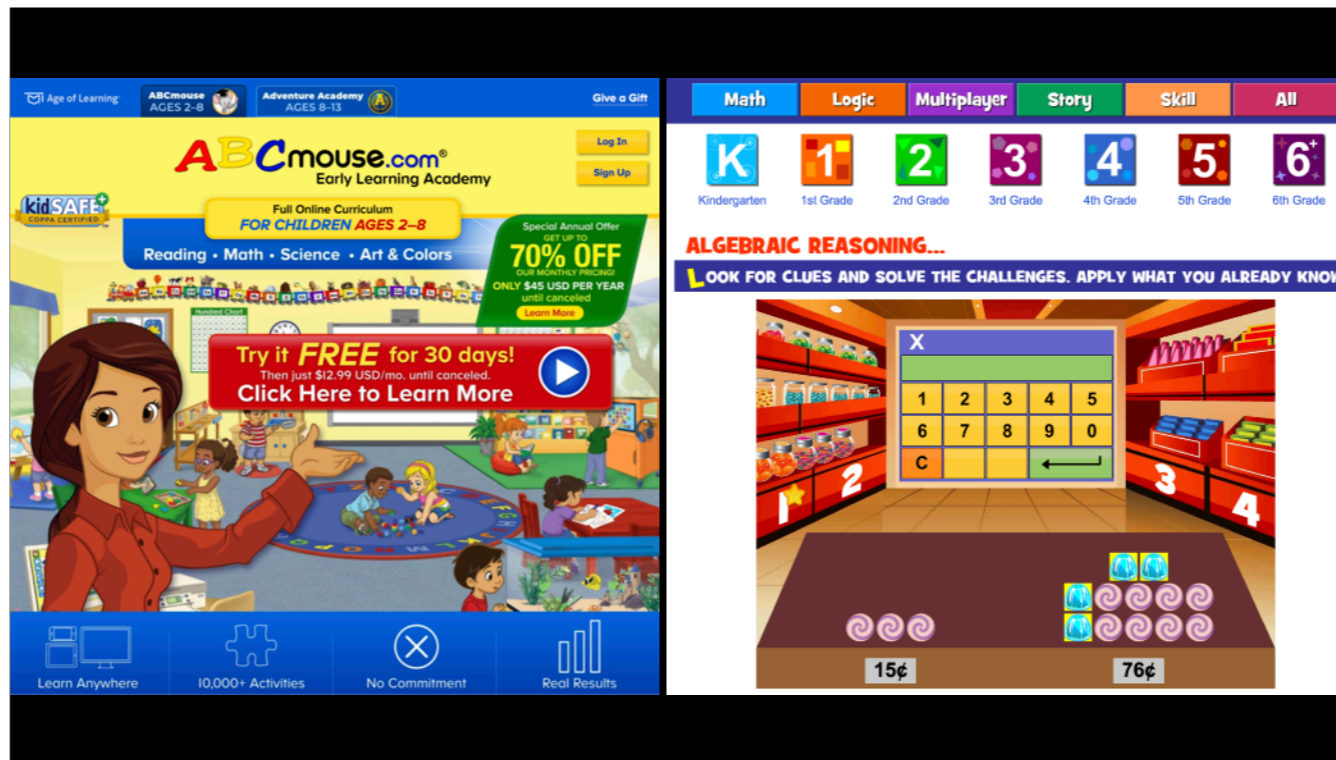 Age of Learning
ABCmouse
AGES 2-8
Adventure Academy
AGES 8-13
Give a Gift
ABCmouse.com®
Early Learning Academy
Log In
Sign Up
kidSAFE+
COPPA CERTIFIED
Full Online Curriculum
FOR CHILDREN AGES 2–8
Reading • Math • Science • Art & Colors
Special Annual Offer
GET UP TO
70% OFF
OUR MONTHLY PRICING!
ONLY $45 USD PER YEAR
until canceled
Learn More
Hundred Chart
Try it FREE for 30 days!
Then just $12.99 USD/mo. until canceled.
Click Here to Learn More
Learn Anywhere
10,000+ Activities
No Commitment
Real Results
Math
Logic
Multiplayer
Story
Skill
All
K
1
2
3
4
5
6
Kindergarten
1st Grade
2nd Grade
3rd Grade
4th Grade
5th Grade
6th Grade
ALGEBRAIC REASONING...
LOOK FOR CLUES AND SOLVE THE CHALLENGES. APPLY WHAT YOU ALREADY KNOW
X
1 2 3 4 5
6 7 8 9 0
C
1
2
3
4
15¢
76¢